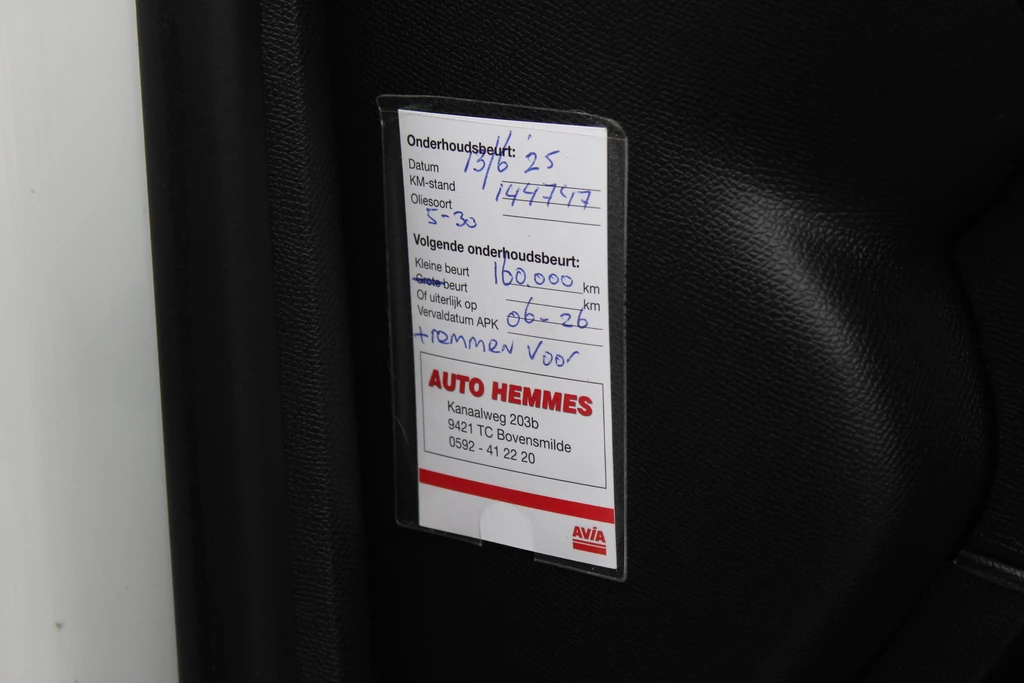 Onderhoudsbeurt:
Datum 13/6 '25
KM-stand 144747
Oliesoort
5-30
Volgende onderhoudsbeurt:
Kleine beurt 160.000 km
Grote beurt km
Of uiterlijk op 06-26
Vervaldatum APK
+ remmen voor
AUTO HEMMES
Kanaalweg 203b
9421 TC Bovensmilde
0592 - 41 22 20
AVIA